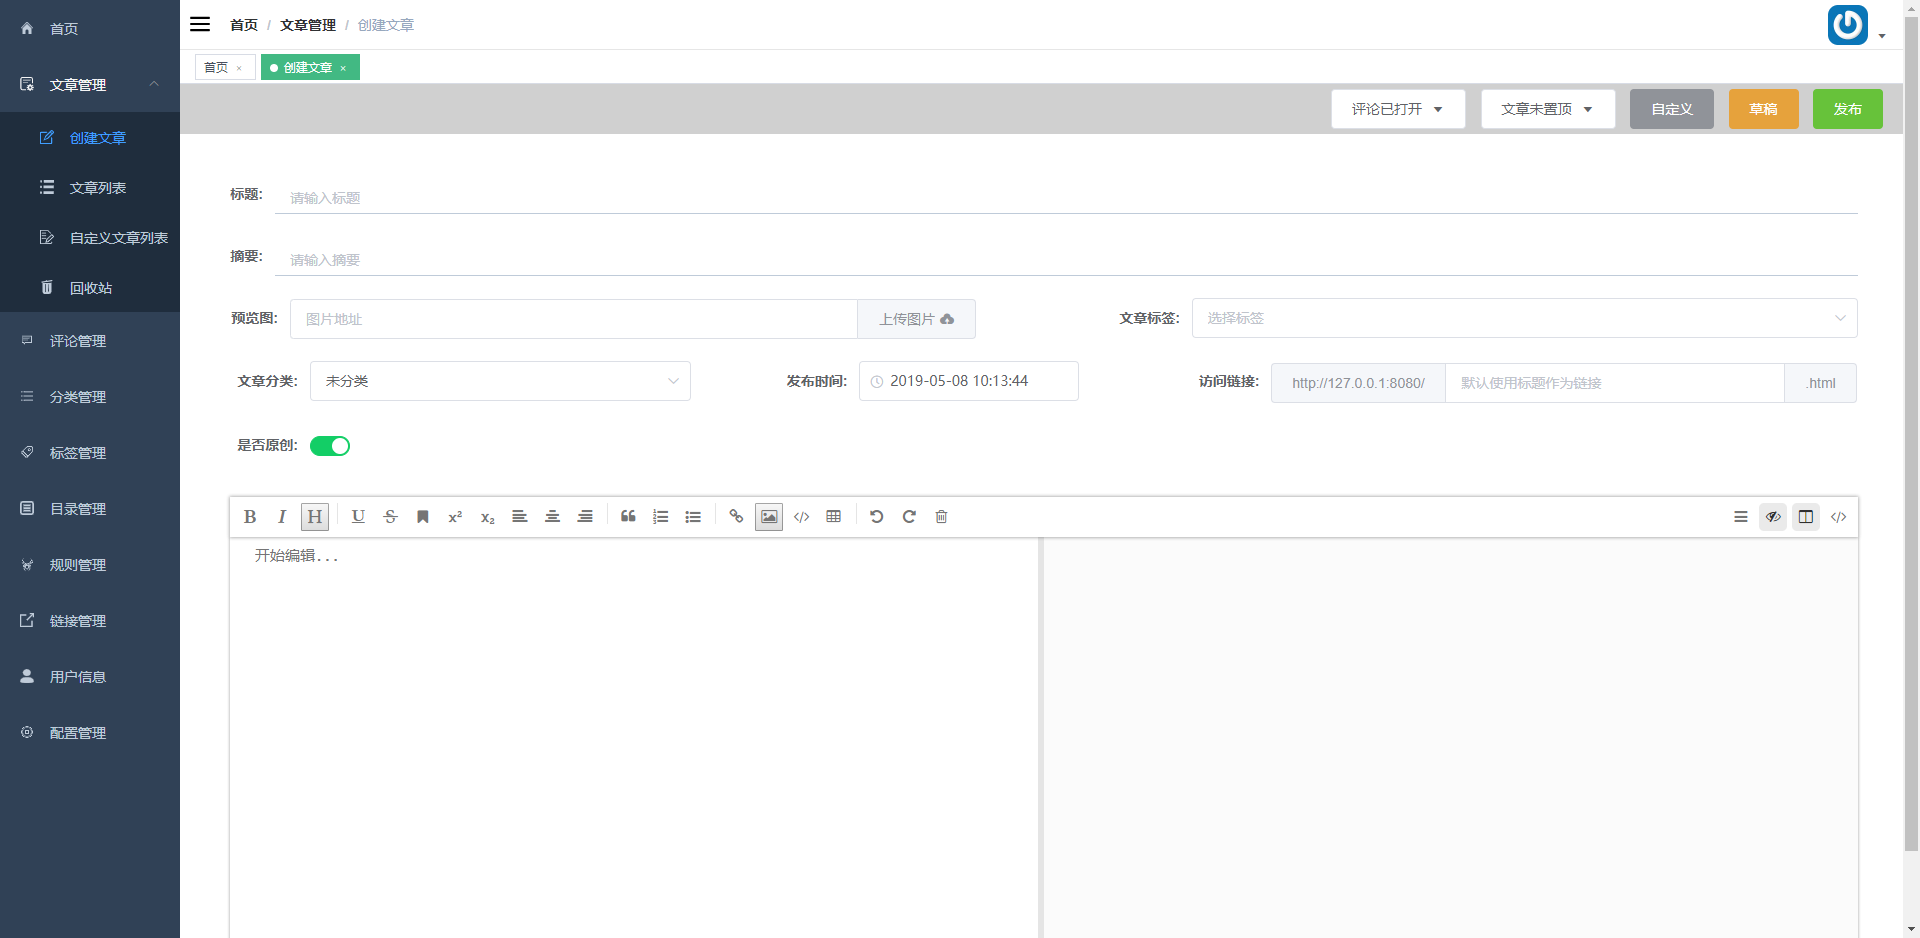 首页
文章管理
创建文章
文章列表
自定义文章列表
回收站
评论管理
分类管理
标签管理
目录管理
规则管理
链接管理
用户信息
配置管理
首页 / 文章管理 / 创建文章
首页 × 创建文章 ×
评论已打开 文章未置顶 自定义 草稿 发布
标题: 请输入标题
摘要: 请输入摘要
预览图: 图片地址 上传图片 文章标签: 选择标签
文章分类: 未分类 发布时间: 2019-05-08 10:13:44 访问链接: http://127.0.0.1:8080/ 默认使用标题作为链接 .html
是否原创:
B I H U S x² x₂ </> </>
开始编辑...